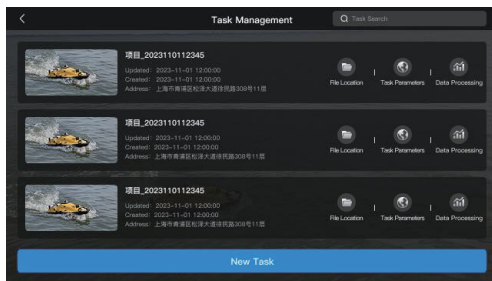 Task Management
Task Search
项目_2023110112345
Updated: 2023-11-01 12:00:00
Created: 2023-11-01 12:00:00
Address: 上海市青浦区崧泽大道徐民路308号11层
File Location | Task Parameters | Data Processing
项目_2023110112345
Updated: 2023-11-01 12:00:00
Created: 2023-11-01 12:00:00
Address: 上海市青浦区崧泽大道徐民路308号11层
File Location | Task Parameters | Data Processing
项目_2023110112345
Updated: 2023-11-01 12:00:00
Created: 2023-11-01 12:00:00
Address: 上海市青浦区崧泽大道徐民路308号11层
File Location | Task Parameters | Data Processing
New Task